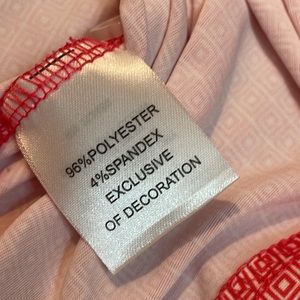 96%POLYESTER
4%SPANDEX
EXCLUSIVE
OF DECORATION